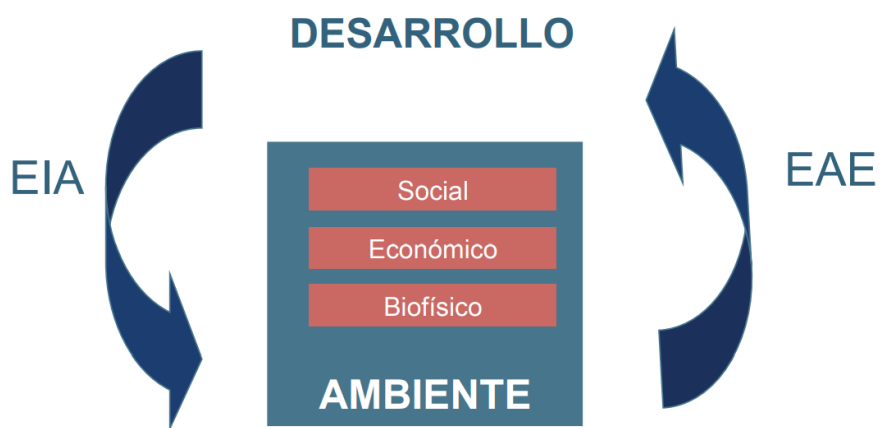 DESARROLLO
EIA
EAE
Social
Económico
Biofísico
AMBIENTE